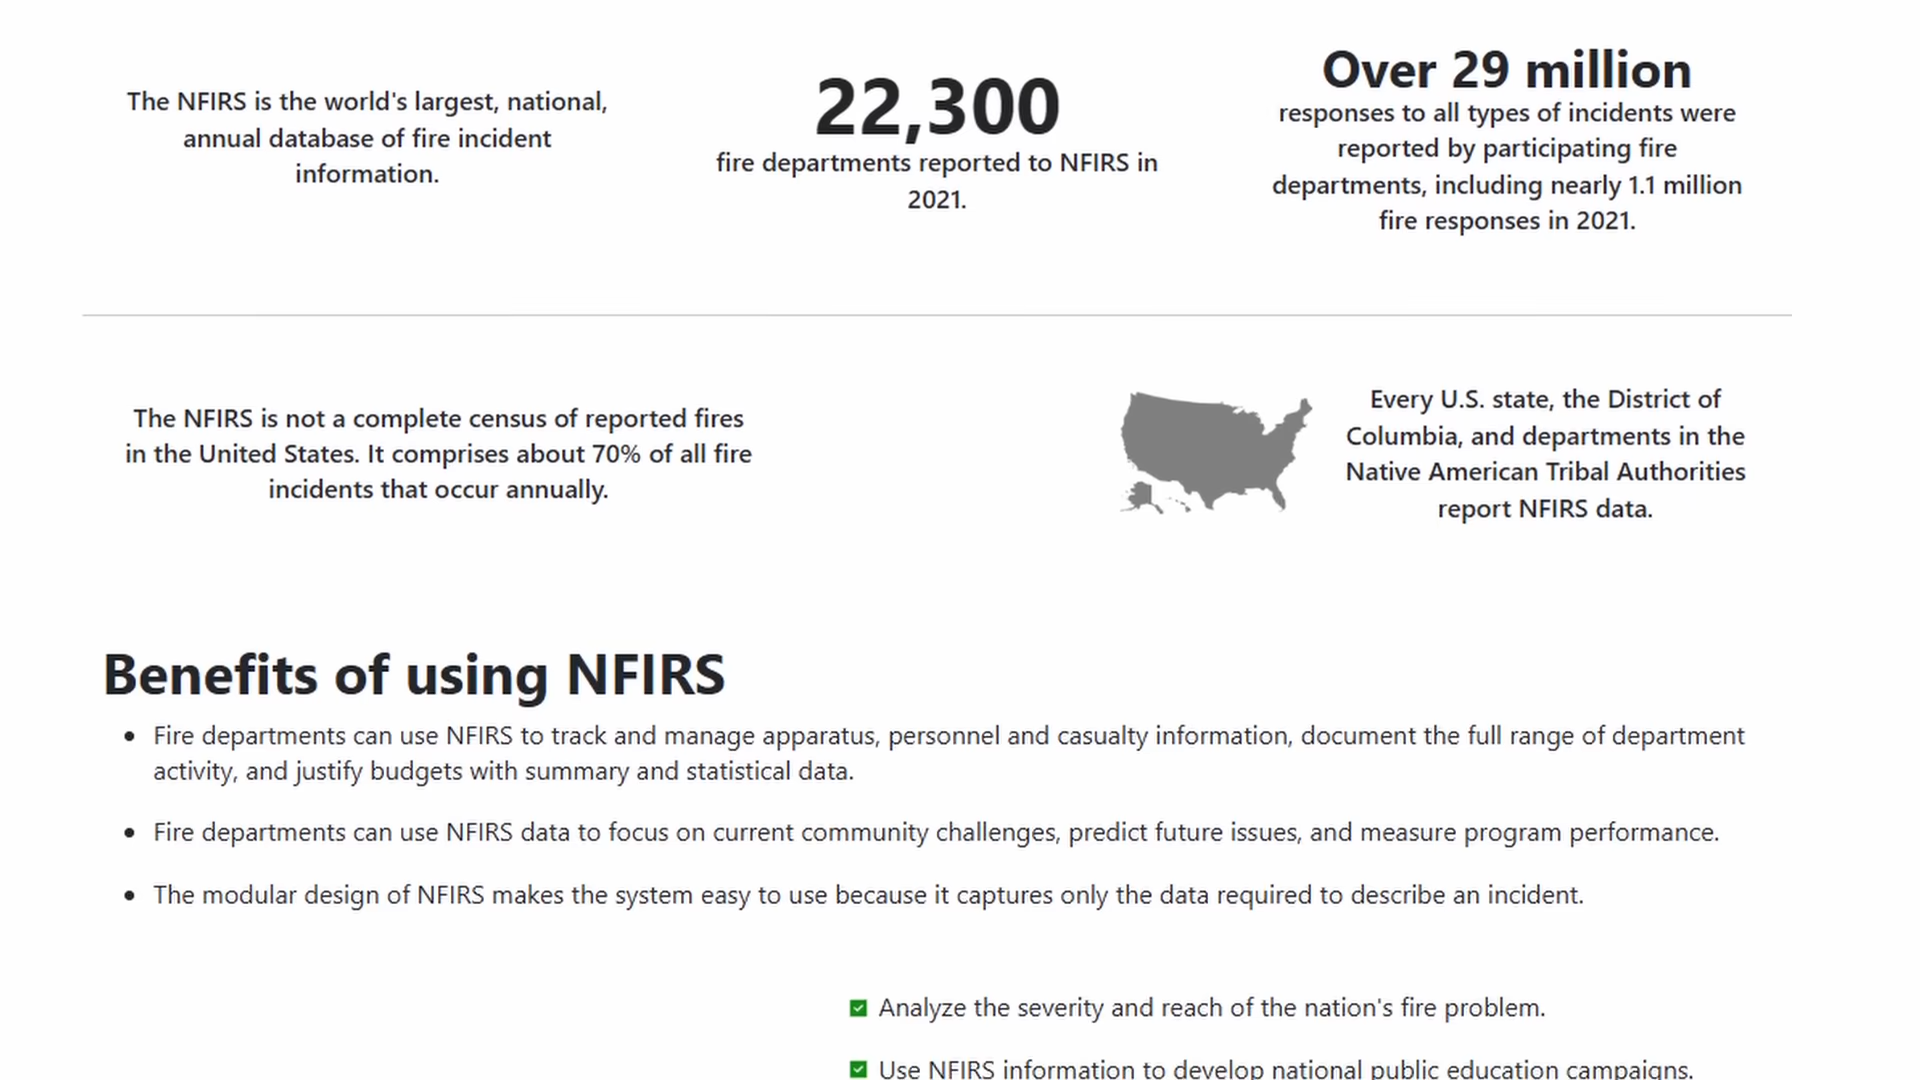 The NFIRS is the world's largest, national,
annual database of fire incident
information.
22,300
fire departments reported to NFIRS in
2021.
Over 29 million
responses to all types of incidents were
reported by participating fire
departments, including nearly 1.1 million
fire responses in 2021.
The NFIRS is not a complete census of reported fires
in the United States. It comprises about 70% of all fire
incidents that occur annually.
Every U.S. state, the District of
Columbia, and departments in the
Native American Tribal Authorities
report NFIRS data.
Benefits of using NFIRS
• Fire departments can use NFIRS to track and manage apparatus, personnel and casualty information, document the full range of department
activity, and justify budgets with summary and statistical data.
• Fire departments can use NFIRS data to focus on current community challenges, predict future issues, and measure program performance.
• The modular design of NFIRS makes the system easy to use because it captures only the data required to describe an incident.
Analyze the severity and reach of the nation's fire problem.
Use NFIRS information to develop national public education campaigns.